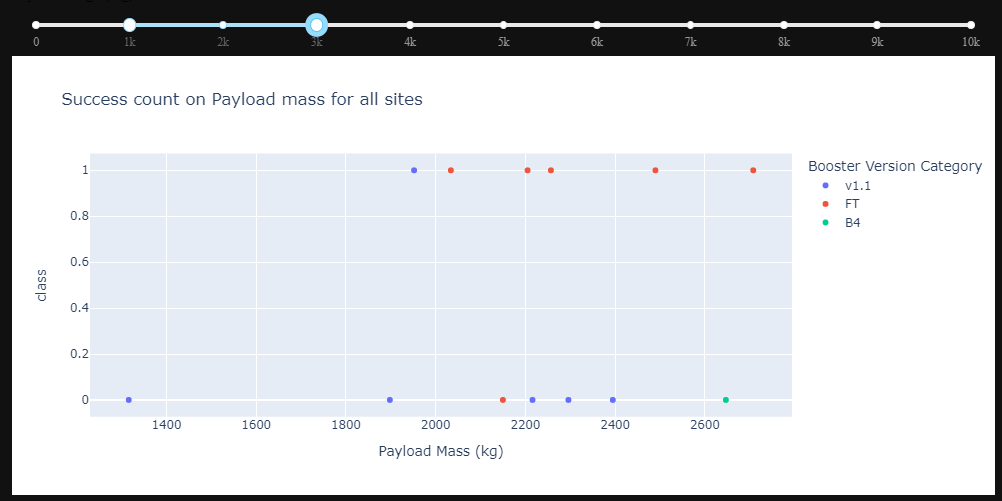 0 1k 2k 3k 4k 5k 6k 7k 8k 9k 10k
Success count on Payload mass for all sites
Booster Version Category
v1.1
FT
B4
1
0.8
0.6
0.4
0.2
0
class
1400 1600 1800 2000 2200 2400 2600
Payload Mass (kg)